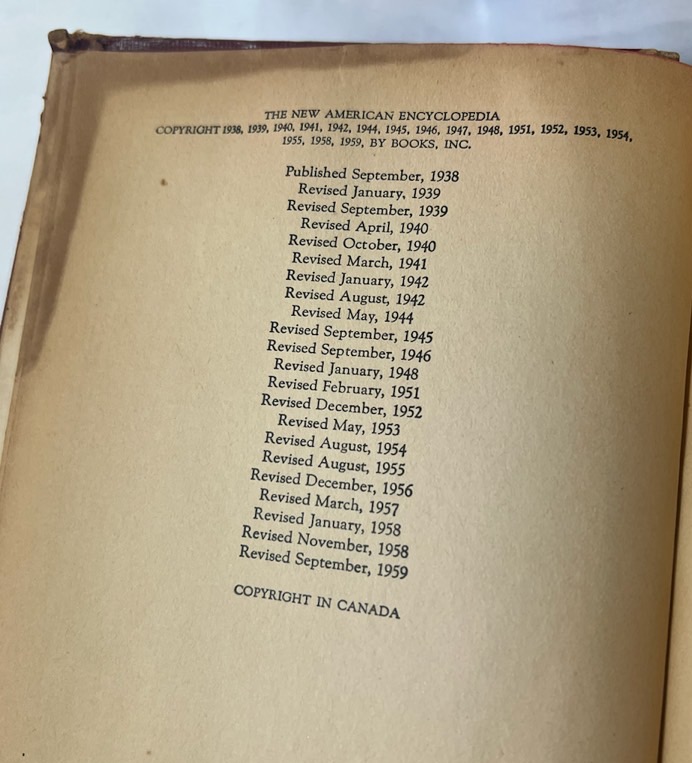 THE NEW AMERICAN ENCYCLOPEDIA
COPYRIGHT 1938, 1939, 1940, 1941, 1942, 1944, 1945, 1946, 1947, 1948, 1951, 1952, 1953, 1954,
1955, 1958, 1959, BY BOOKS, INC.
Published September, 1938
Revised January, 1939
Revised September, 1939
Revised April, 1940
Revised October, 1940
Revised March, 1941
Revised January, 1942
Revised August, 1942
Revised May, 1944
Revised September, 1945
Revised September, 1946
Revised January, 1948
Revised February, 1951
Revised December, 1952
Revised May, 1953
Revised August, 1954
Revised August, 1955
Revised December, 1956
Revised March, 1957
Revised January, 1958
Revised November, 1958
Revised September, 1959
COPYRIGHT IN CANADA